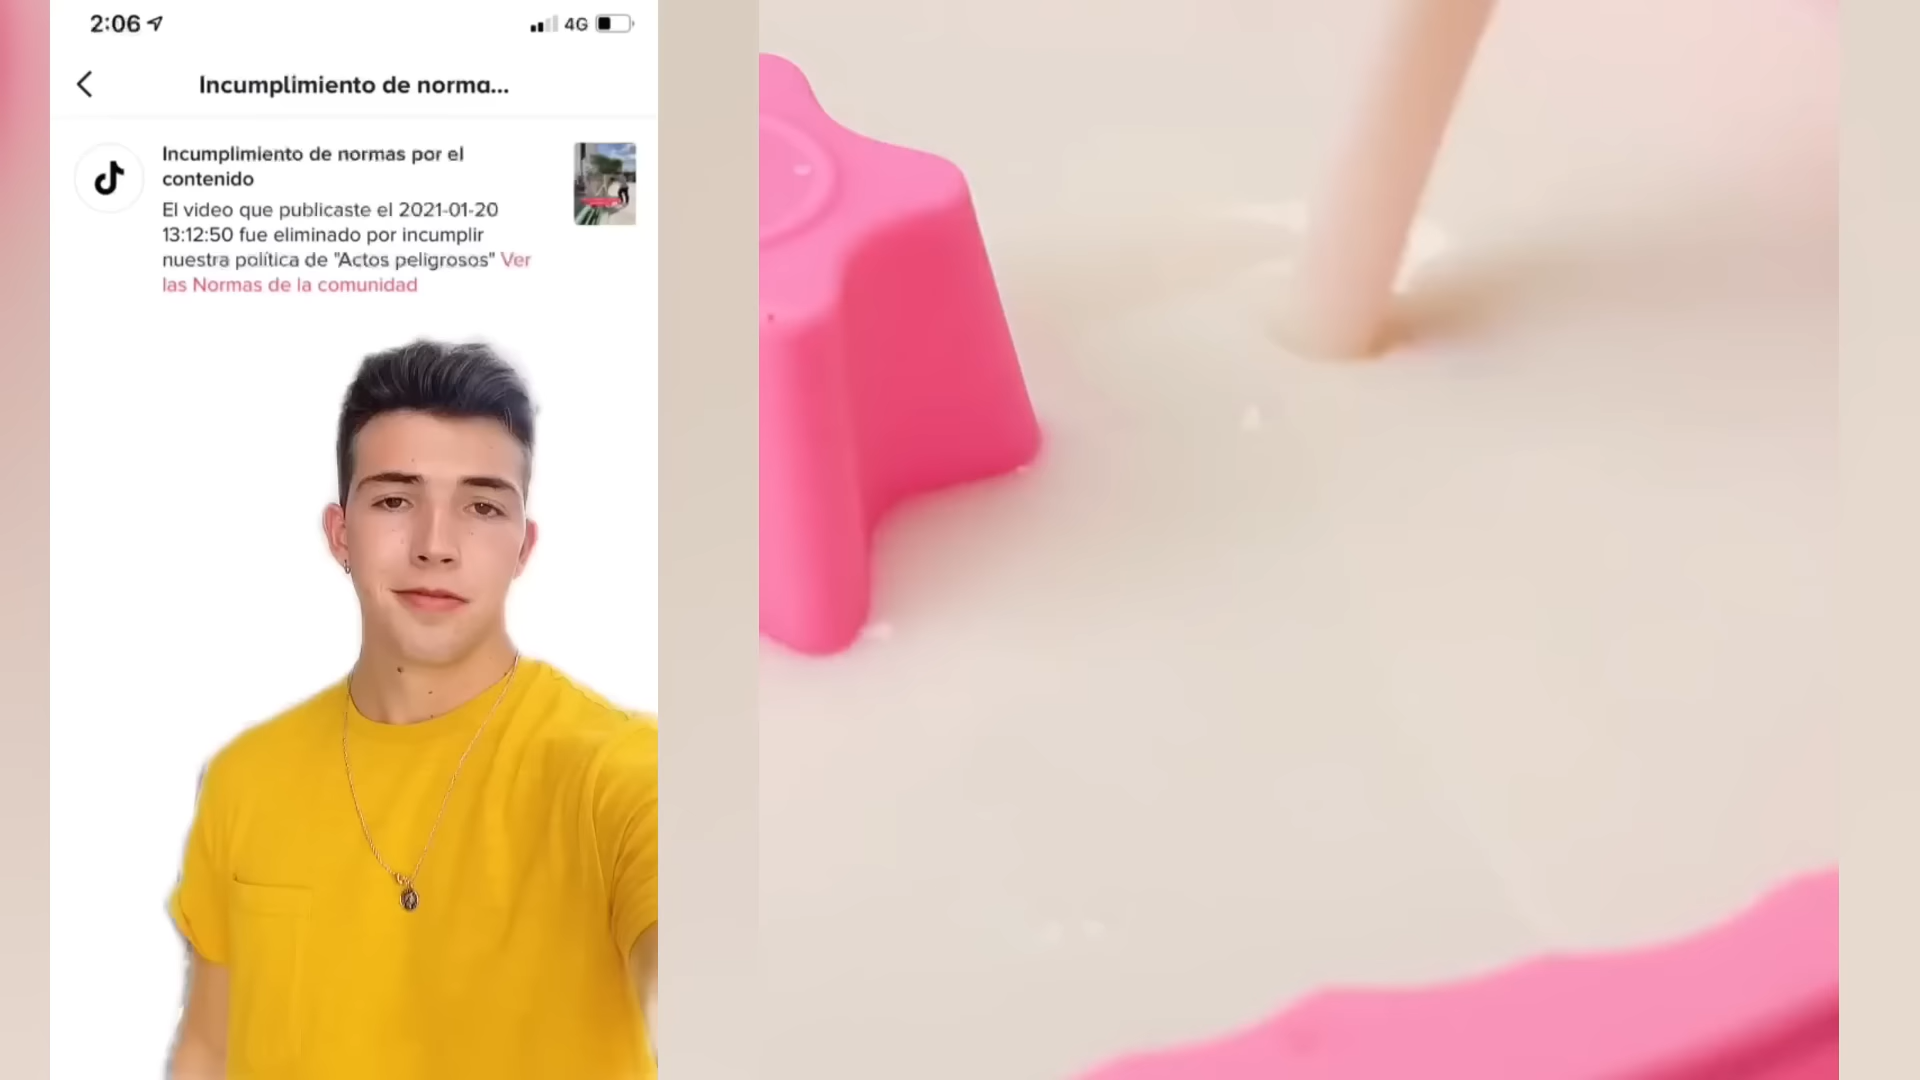 2:06
4G
Incumplimiento de norma...
Incumplimiento de normas por el
contenido
El video que publicaste el 2021-01-20
13:12:50 fue eliminado por incumplir
nuestra política de "Actos peligrosos" Ver
las Normas de la comunidad